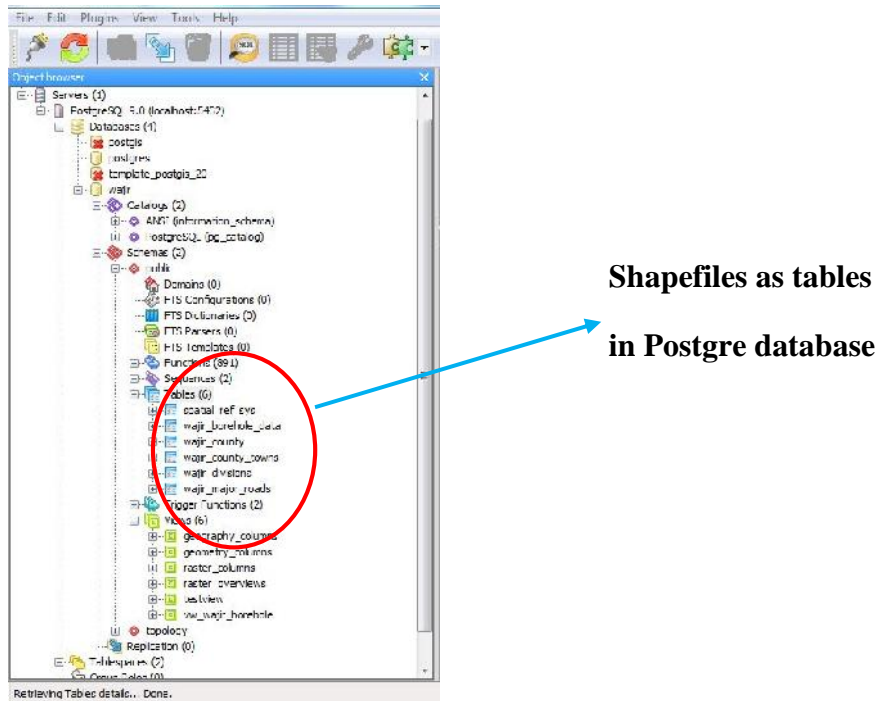 File Edit Plugins View Tools Help
Object browser
Servers (1)
PostgreSQL 9.0 (localhost:5432)
Databases (4)
postgis
postgres
template_postgis_20
wajir
Catalogs (2)
ANSI (information_schema)
PostgreSQL (pg_catalog)
Schemas (2)
public
Domains (0)
FTS Configurations (0)
FTS Dictionaries (0)
FTS Parsers (0)
FTS Templates (0)
Functions (891)
Sequences (2)
Tables (6)
spatial_ref_sys
wajir_borehole_data
wajir_county
wajir_county_towns
wajir_divisions
wajir_major_roads
Trigger Functions (2)
Views (6)
geography_columns
geometry_columns
raster_columns
raster_overviews
testview
vw_wajir_borehole
topology
Replication (0)
Tablespaces (2)
Group Roles (0)
Retrieving Tables details... Done.
Shapefiles as tables
in Postgre database